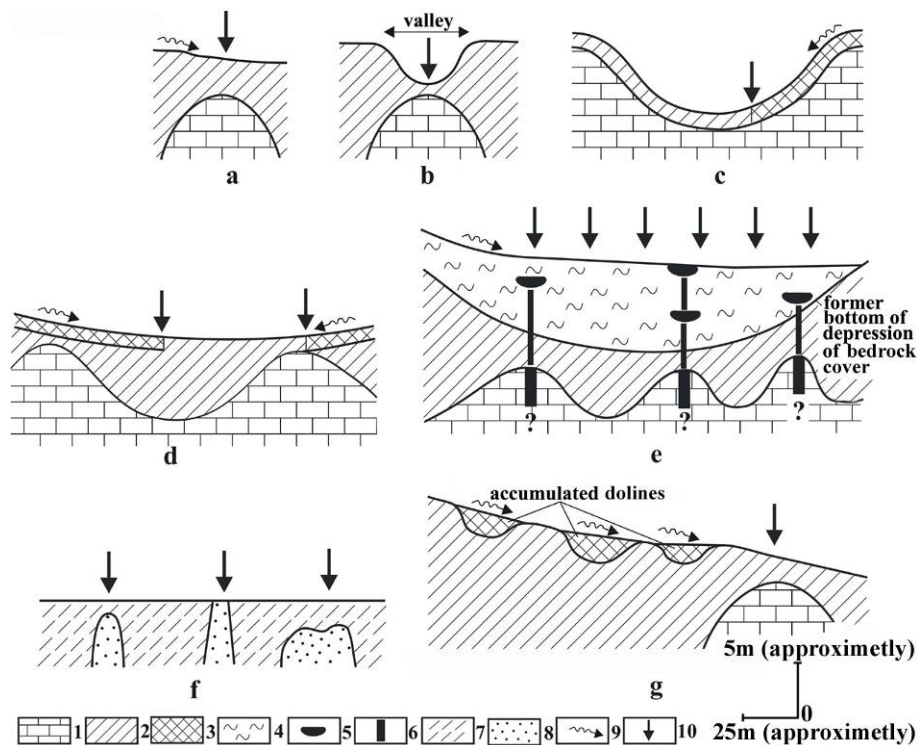 valley
a
b
c
former
bottom of
depression
of bedrock
cover
? ? ?
d
e
accumulated dolines
f
g
5m (approximetly)
0
25m (approximetly)
1 2 3 4 5 6 7 8 9 10